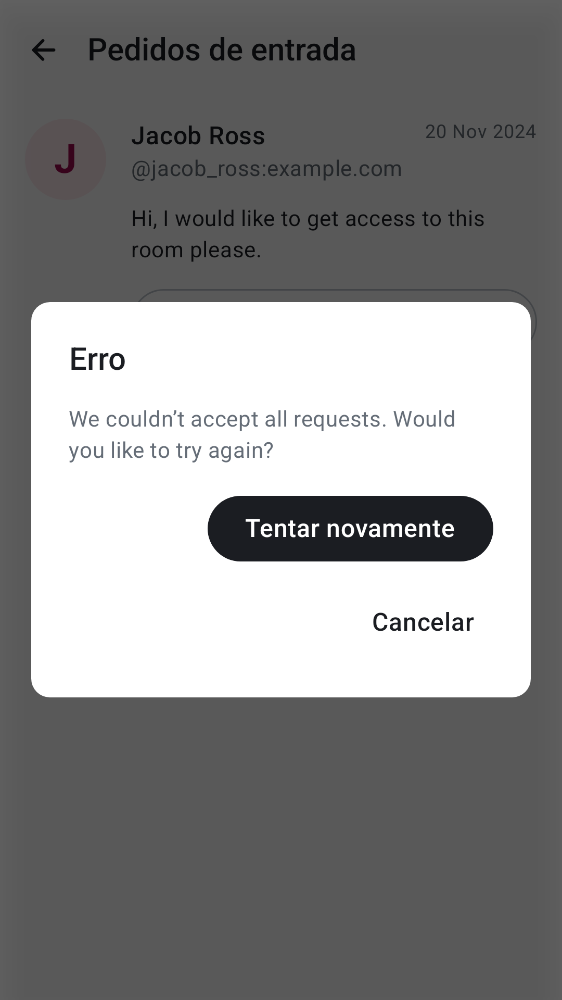 Pedidos de entrada
J
Jacob Ross
20 Nov 2024
@jacob_ross:example.com
Hi, I would like to get access to this
room please.
Erro
We couldn’t accept all requests. Would
you like to try again?
Tentar novamente
Cancelar